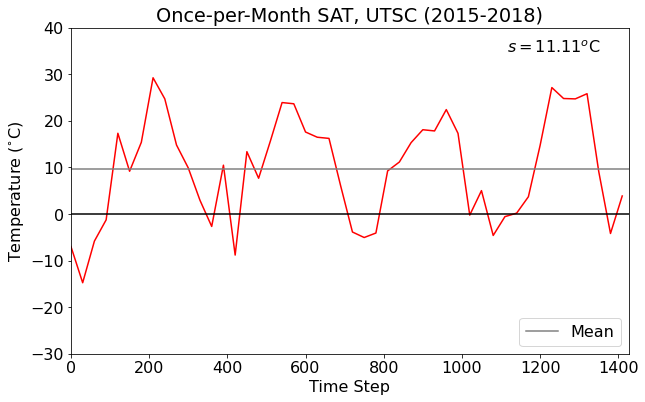 Once-per-Month SAT, UTSC (2015-2018)
40
s = 11.11°C
30
20
10
0
−10
−20
−30
Temperature (°C)
Mean
0 200 400 600 800 1000 1200 1400
Time Step